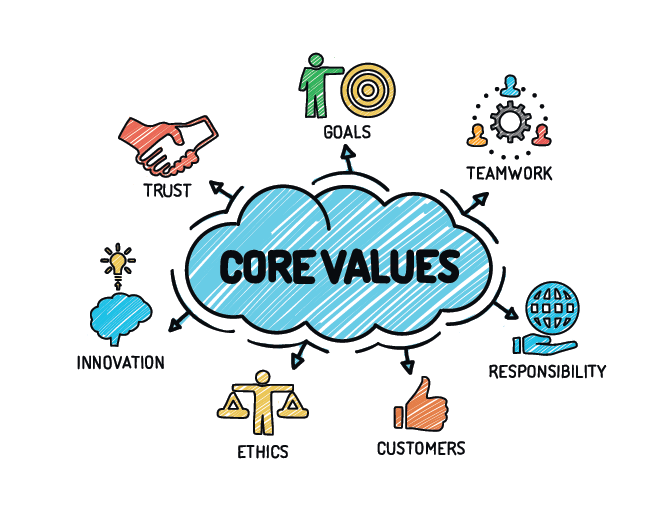 GOALS
TEAMWORK
TRUST
CORE VALUES
INNOVATION
RESPONSIBILITY
ETHICS
CUSTOMERS